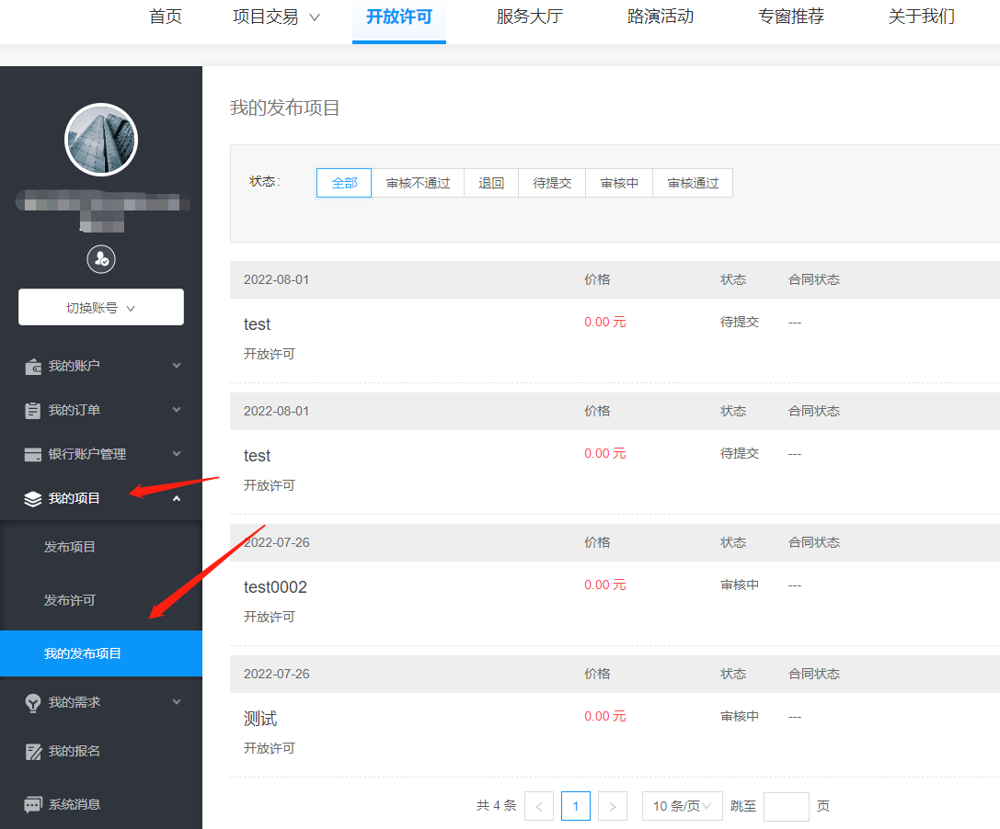 首页 项目交易 开放许可 服务大厅 路演活动 专窗推荐 关于我们
切换账号
我的账户
我的订单
银行账户管理
我的项目
发布项目
发布许可
我的发布项目
我的需求
我的报名
系统消息
我的发布项目
状态: 全部 审核不通过 退回 待提交 审核中 审核通过
2022-08-01 价格 状态 合同状态
test 0.00 元 待提交 ---
开放许可
2022-08-01 价格 状态 合同状态
test 0.00 元 待提交 ---
开放许可
2022-07-26 价格 状态 合同状态
test0002 0.00 元 审核中 ---
开放许可
2022-07-26 价格 状态 合同状态
测试 0.00 元 审核中 ---
开放许可
共 4 条 < 1 > 10 条/页 跳至 页